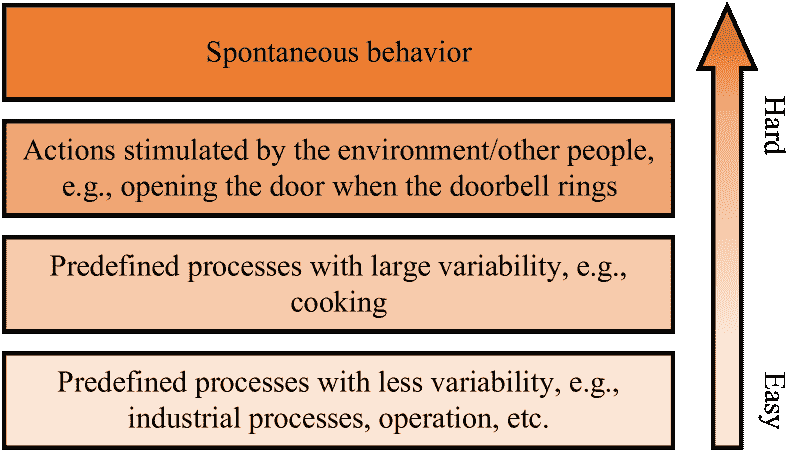 Spontaneous behavior
Actions stimulated by the environment/other people,
e.g., opening the door when the doorbell rings
Predefined processes with large variability, e.g.,
cooking
Predefined processes with less variability, e.g.,
industrial processes, operation, etc.
Hard
Easy